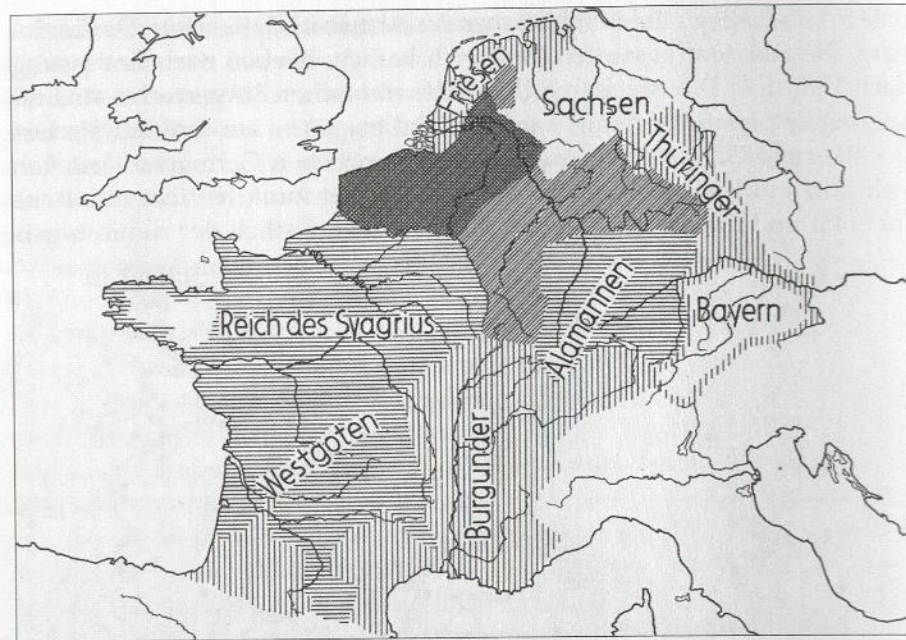 Friesen
Sachsen
Thüringer
Reich des Syagrius
Alamannen
Bayern
Westgoten
Burgunder